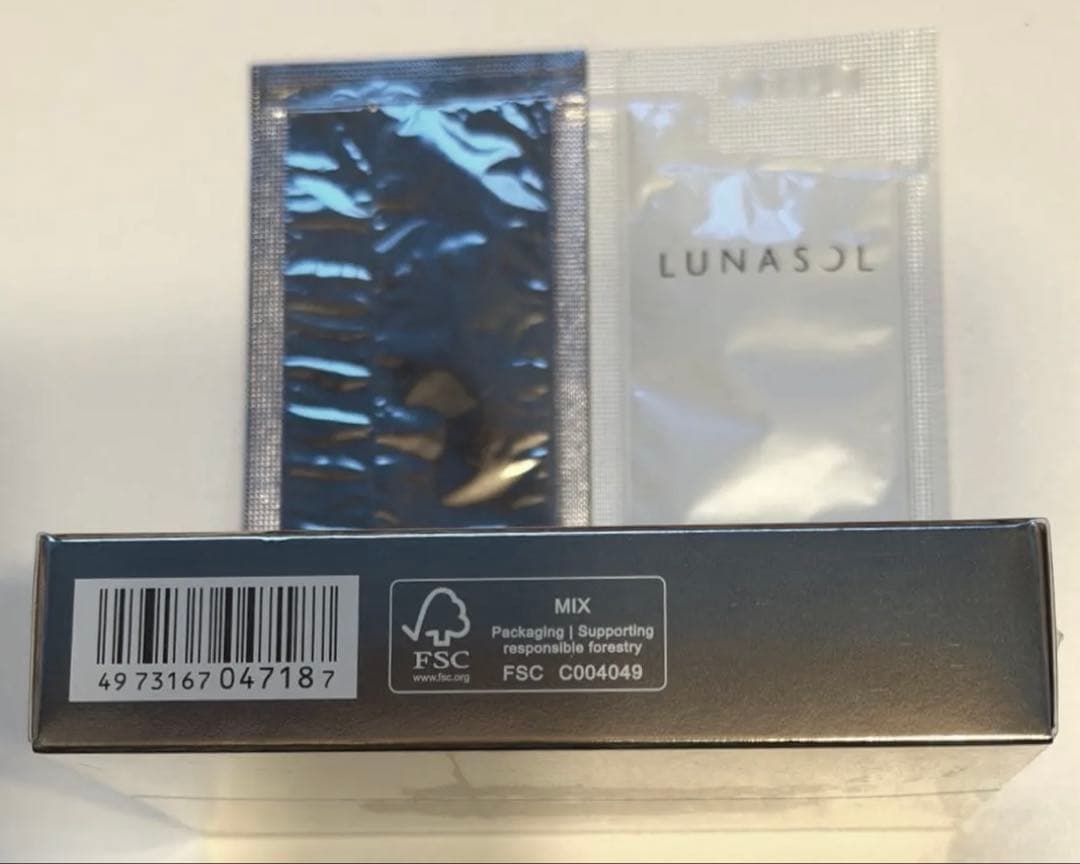 LUNASOL
4973167047187
FSC
www.fsc.org
MIX
Packaging | Supporting
responsible forestry
FSC C004049